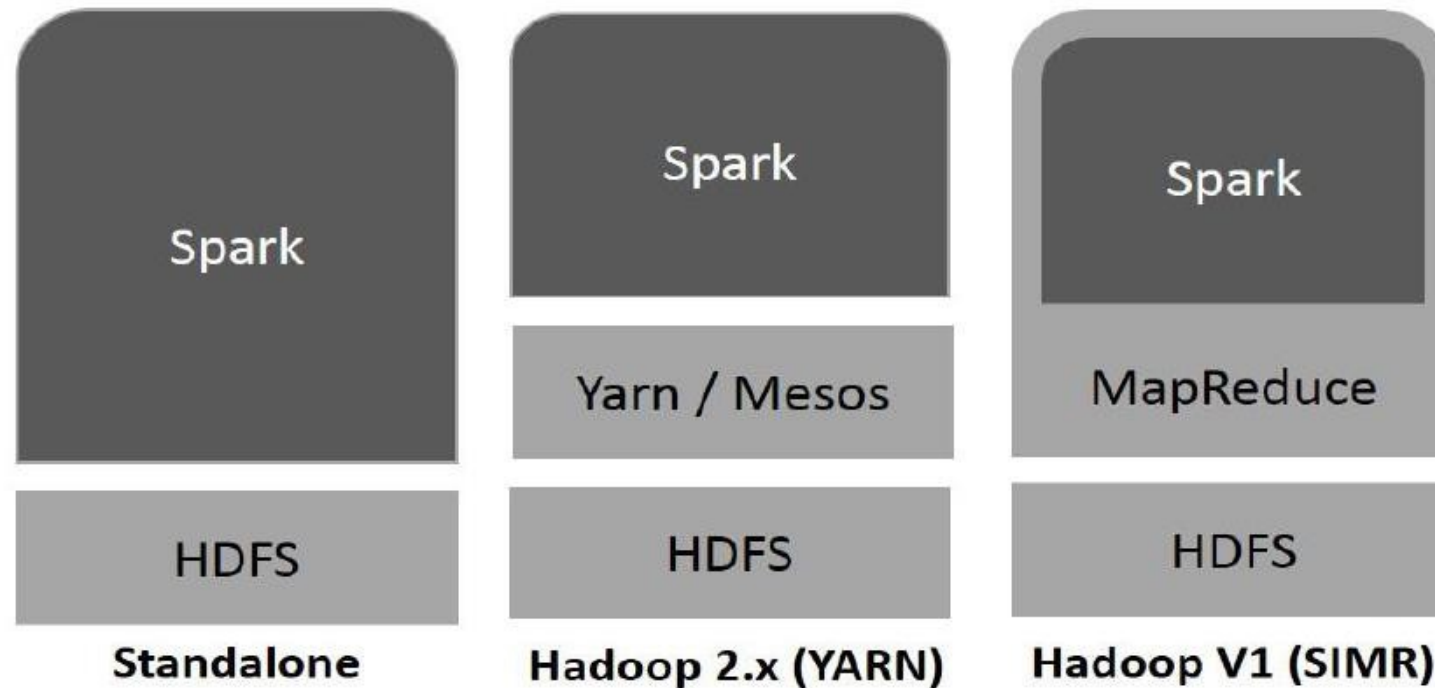 Spark
HDFS
Standalone
Spark
Yarn / Mesos
HDFS
Hadoop 2.x (YARN)
Spark
MapReduce
HDFS
Hadoop V1 (SIMR)